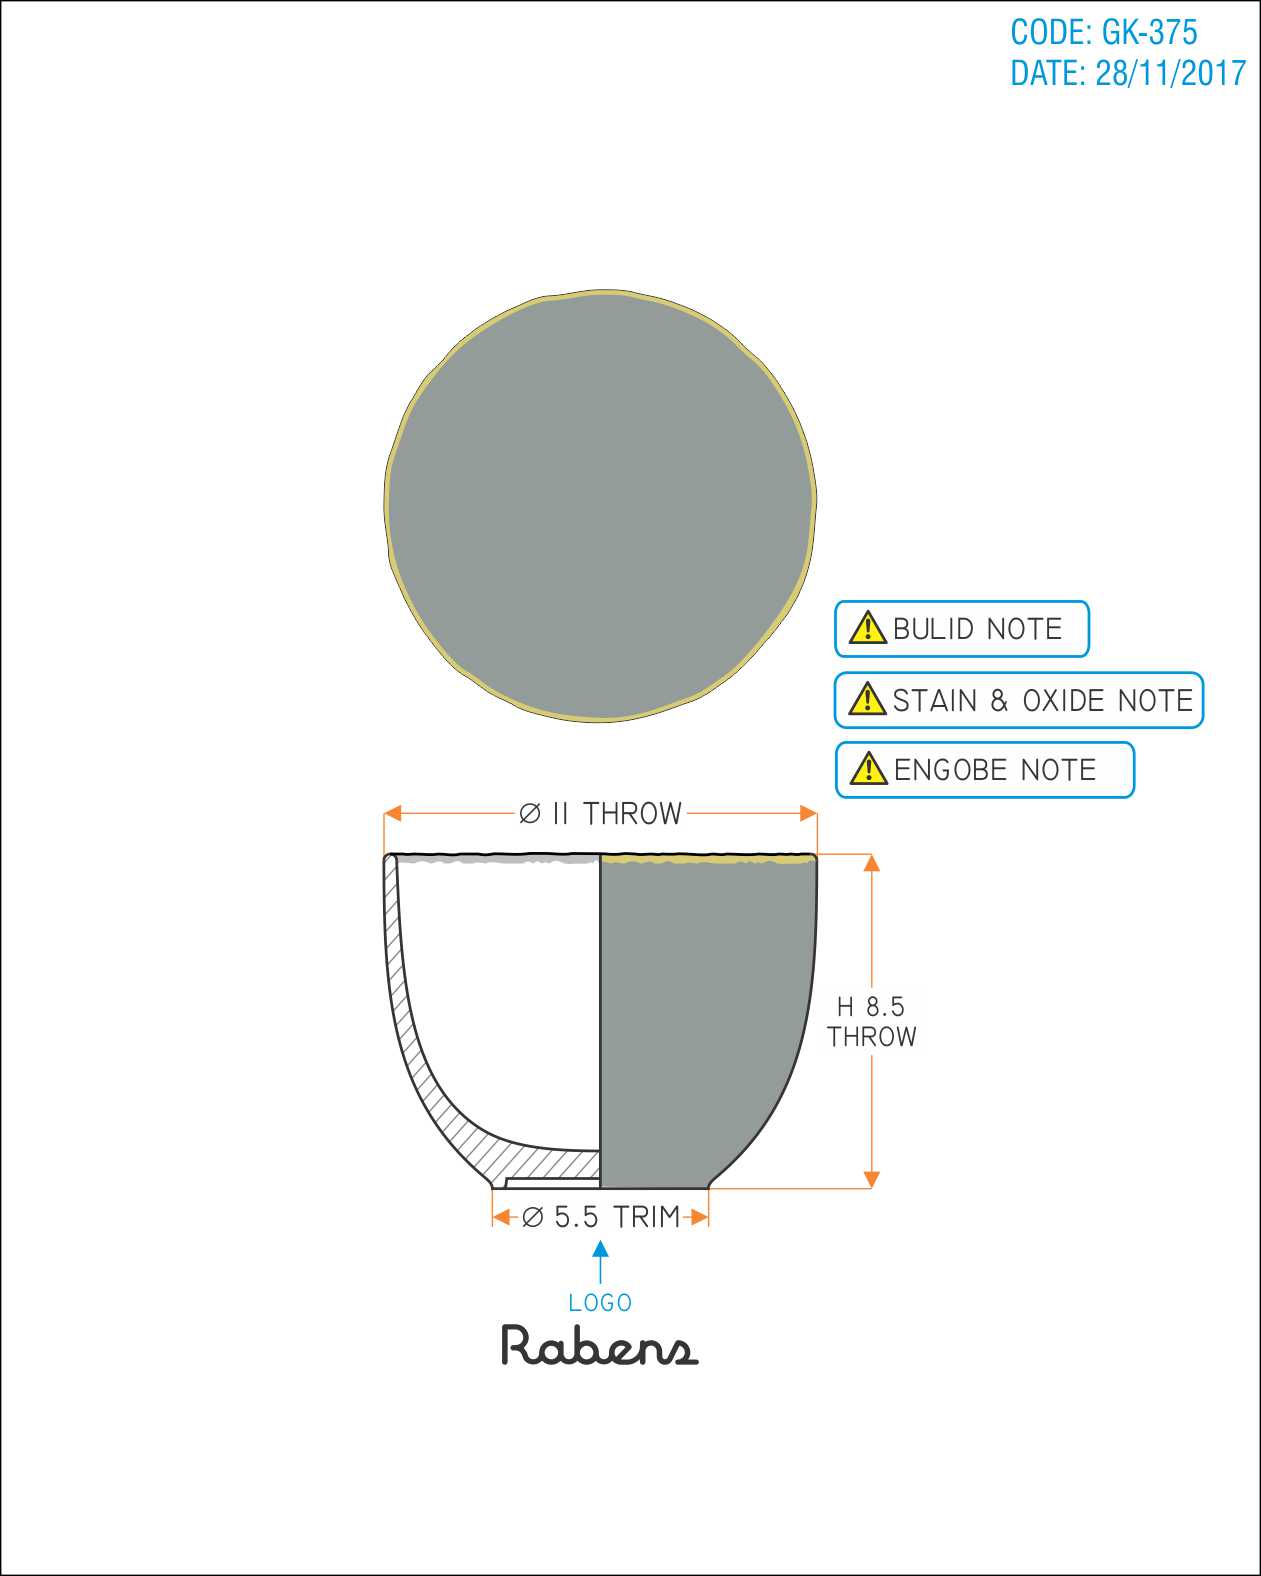 CODE: GK-375
DATE: 28/11/2017
BULID NOTE
STAIN & OXIDE NOTE
ENGOBE NOTE
⌀ 11 THROW
H 8.5
THROW
⌀ 5.5 TRIM
LOGO
Rabens